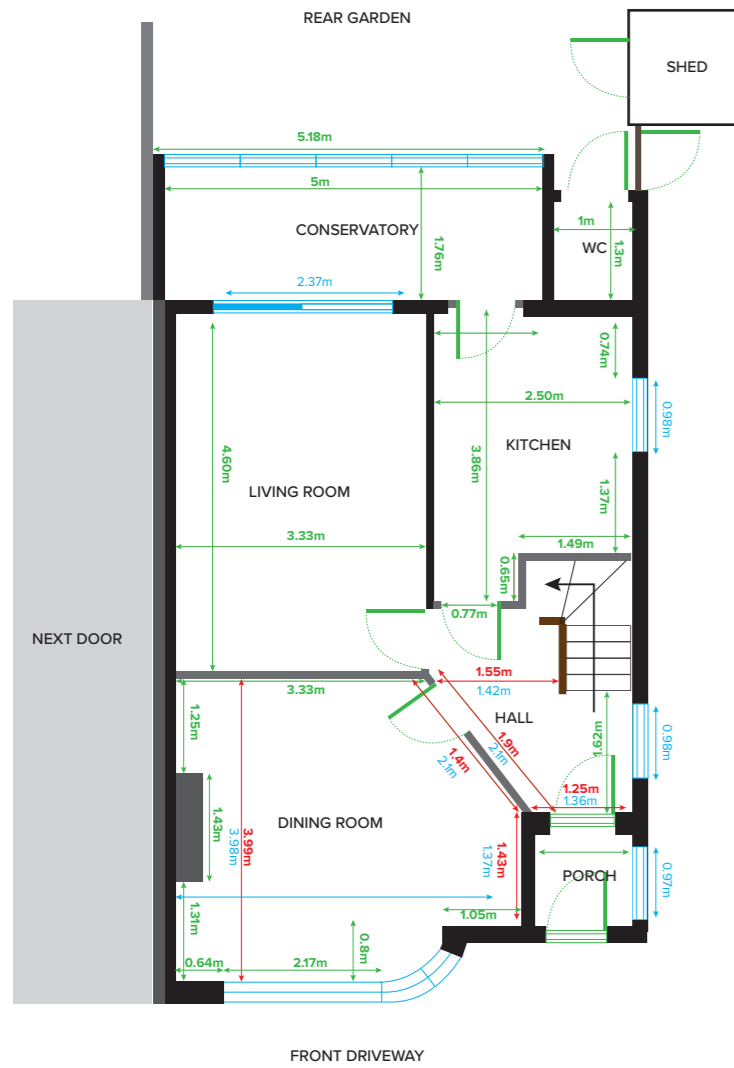 REAR GARDEN
SHED
5.18m
5m
1m
CONSERVATORY
1.76m
WC
1.3m
2.37m
0.74m
2.50m
0.98m
3.86m
KITCHEN
4.60m
LIVING ROOM
1.37m
3.33m
1.49m
0.65m
0.77m
NEXT DOOR
1.55m
1.42m
3.33m
HALL
1.25m
1.62m
1.9m
2.1m
0.98m
1.4m
2.1m
1.25m
1.36m
1.43m
3.98m
3.99m
DINING ROOM
1.37m
1.43m
PORCH
0.97m
1.31m
1.05m
0.8m
0.64m
2.17m
FRONT DRIVEWAY